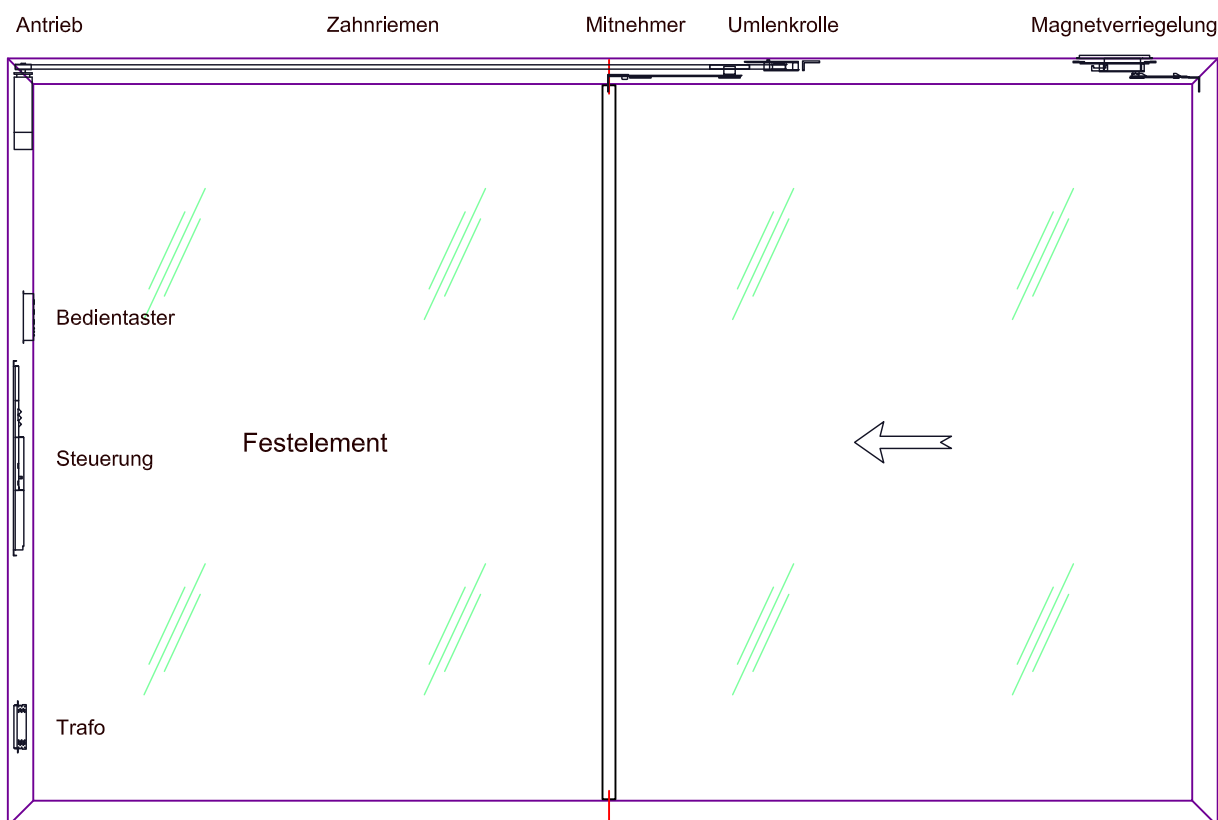 Antrieb Zahnriemen Mitnehmer Umlenkrolle Magnetverriegelung
Bedientaster
Festelement
Steuerung
Trafo